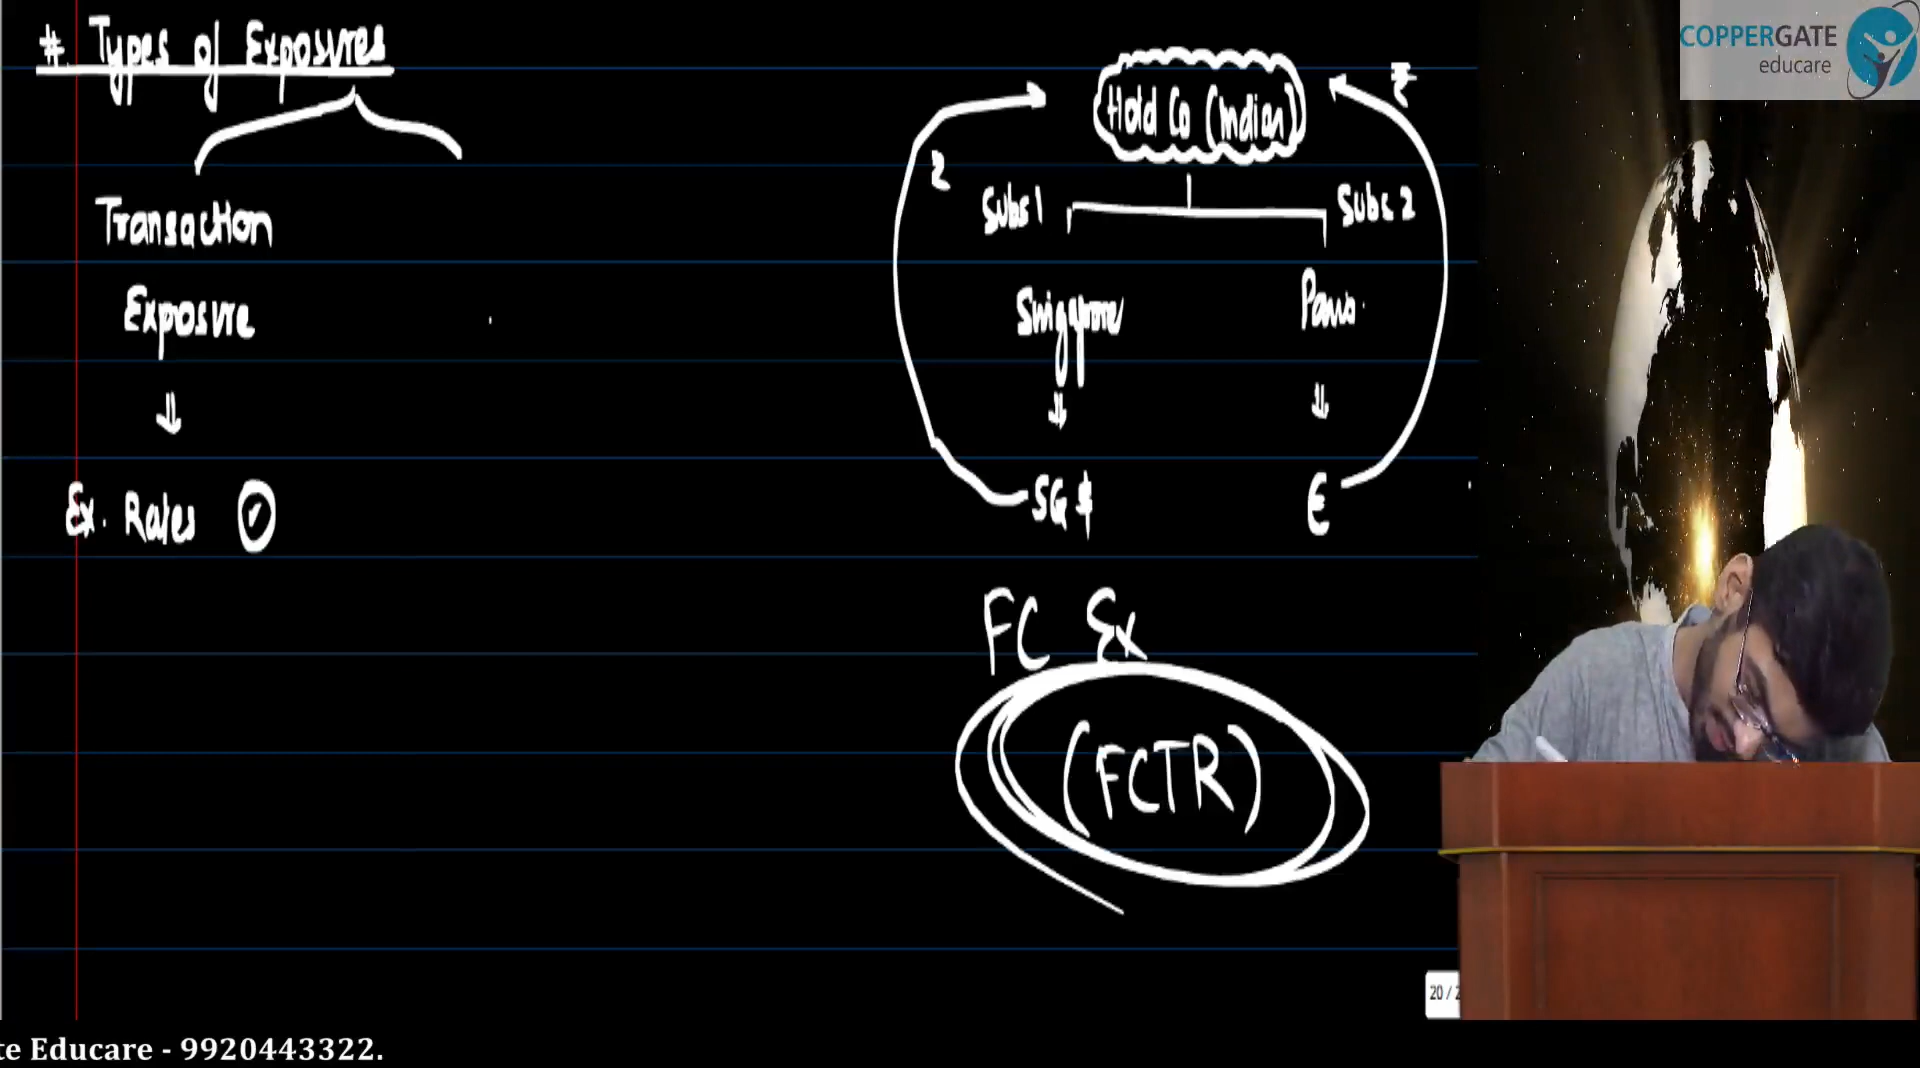 # Types of Exposures
Transaction
Exposure
Ex. Rates
Hold Co (Indian)
₹
Subs 1
Subs 2
Singapore
Paris
SG $
€
FC Ex
(FCTR)
COPPERGATE
educare
20 / 2
te Educare - 9920443322.